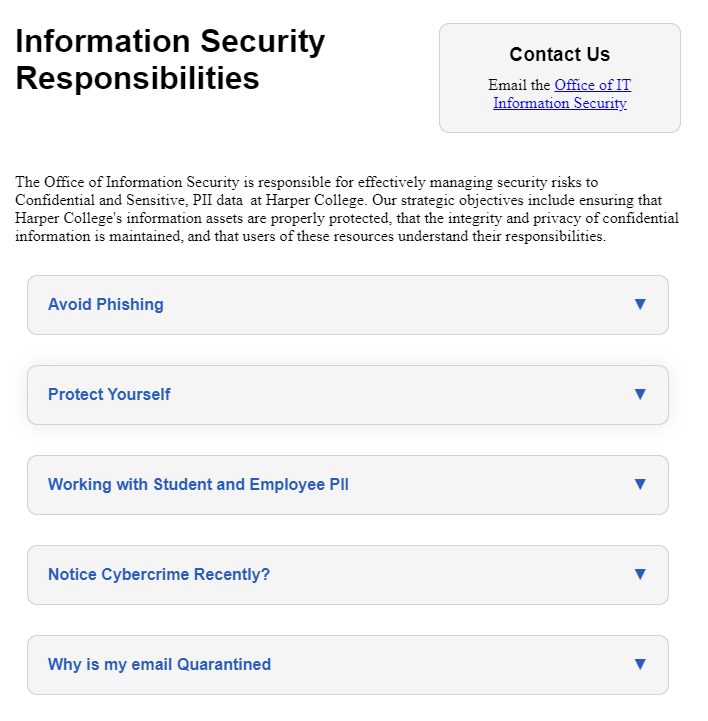 Information Security
Responsibilities
Contact Us
Email the Office of IT
Information Security
The Office of Information Security is responsible for effectively managing security risks to
Confidential and Sensitive, PII data  at Harper College. Our strategic objectives include ensuring that
Harper College's information assets are properly protected, that the integrity and privacy of confidential
information is maintained, and that users of these resources understand their responsibilities.
Avoid Phishing ▼
Protect Yourself ▼
Working with Student and Employee PII ▼
Notice Cybercrime Recently? ▼
Why is my email Quarantined ▼